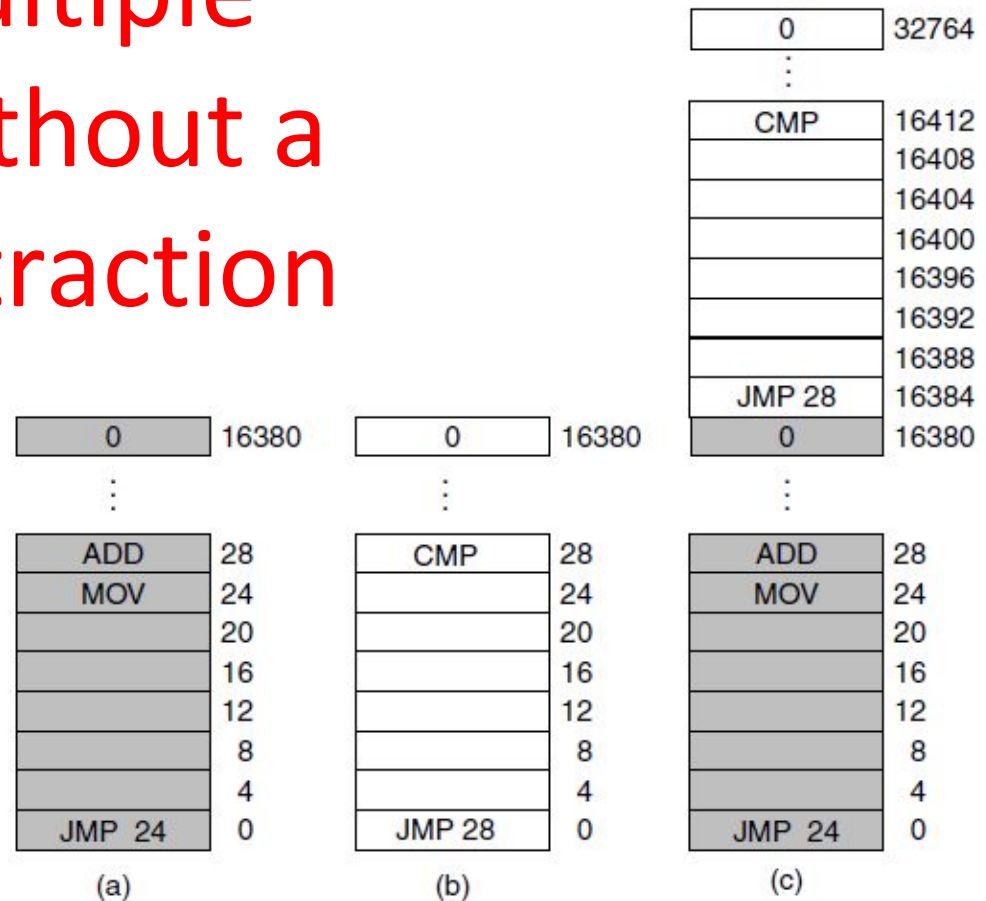 ultiple
thout a
traction
0 16380
⋮
ADD 28
MOV 24
20
16
12
8
4
JMP 24 0
(a)
0 16380
⋮
CMP 28
24
20
16
12
8
4
JMP 28 0
(b)
0 32764
⋮
CMP 16412
16408
16404
16400
16396
16392
16388
JMP 28 16384
0 16380
⋮
ADD 28
MOV 24
20
16
12
8
4
JMP 24 0
(c)